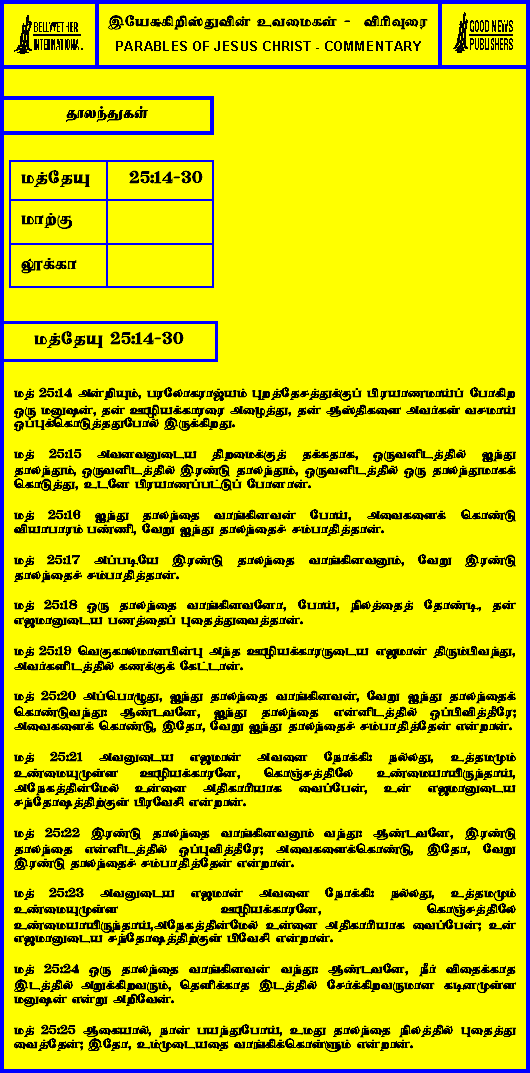 BELLWETHER
INTERNATIONAL
இயேசுகிறிஸ்துவின் உவமைகள் - விரிவுரை
PARABLES OF JESUS CHRIST - COMMENTARY
GOOD NEWS
PUBLISHERS
தாலந்துகள்
மத்தேயு 25:14-30
மாற்கு
லூக்கா
மத்தேயு 25:14-30
மத் 25:14 அன்றியும், பரலோகராஜ்யம் புறத்தேசத்துக்குப் பிரயாணமாய்ப் போகிற
ஒரு மனுஷன், தன் ஊழியக்காரரை அழைத்து, தன் ஆஸ்திகளை அவர்கள் வசமாய்
ஒப்புக்கொடுத்ததுபோல் இருக்கிறது.
மத் 25:15 அவனவனுடைய திறமைக்குத் தக்கதாக, ஒருவனிடத்தில் ஐந்து
தாலந்தும், ஒருவனிடத்தில் இரண்டு தாலந்தும், ஒருவனிடத்தில் ஒரு தாலந்துமாகக்
கொடுத்து, உடனே பிரயாணப்பட்டுப் போனான்.
மத் 25:16 ஐந்து தாலந்தை வாங்கினவன் போய், அவைகளைக் கொண்டு
வியாபாரம் பண்ணி, வேறு ஐந்து தாலந்தைச் சம்பாதித்தான்.
மத் 25:17 அப்படியே இரண்டு தாலந்தை வாங்கினவனும், வேறு இரண்டு
தாலந்தைச் சம்பாதித்தான்.
மத் 25:18 ஒரு தாலந்தை வாங்கினவனோ, போய், நிலத்தைத் தோண்டி, தன்
எஜமானுடைய பணத்தைப் புதைத்துவைத்தான்.
மத் 25:19 வெகுகாலமானபின்பு அந்த ஊழியக்காரருடைய எஜமான் திரும்பிவந்து,
அவர்களிடத்தில் கணக்குக் கேட்டான்.
மத் 25:20 அப்பொழுது, ஐந்து தாலந்தை வாங்கினவன், வேறு ஐந்து தாலந்தைக்
கொண்டுவந்து: ஆண்டவனே, ஐந்து தாலந்தை என்னிடத்தில் ஒப்பிவித்தீரே;
அவைகளைக் கொண்டு, இதோ, வேறு ஐந்து தாலந்தைச் சம்பாதித்தேன் என்றான்.
மத் 25:21 அவனுடைய எஜமான் அவனை நோக்கி: நல்லது, உத்தமமும்
உண்மையுமுள்ள ஊழியக்காரனே, கொஞ்சத்திலே உண்மையாயிருந்தாய்,
அநேகத்தின்மேல் உன்னை அதிகாரியாக வைப்பேன், உன் எஜமானுடைய
சந்தோஷத்திற்குள் பிரவேசி என்றான்.
மத் 25:22 இரண்டு தாலந்தை வாங்கினவனும் வந்து: ஆண்டவனே, இரண்டு
தாலந்தை என்னிடத்தில் ஒப்புவித்தீரே; அவைகளைக்கொண்டு, இதோ, வேறு
இரண்டு தாலந்தைச் சம்பாதித்தேன் என்றான்.
மத் 25:23 அவனுடைய எஜமான் அவனை நோக்கி: நல்லது, உத்தமமும்
உண்மையுமுள்ள ஊழியக்காரனே, கொஞ்சத்திலே
உண்மையாயிருந்தாய்,அநேகத்தின்மேல் உன்னை அதிகாரியாக வைப்பேன்; உன்
எஜமானுடைய சந்தோஷத்திற்குள் பிவேசி என்றான்.
மத் 25:24 ஒரு தாலந்தை வாங்கினவன் வந்து: ஆண்டவனே, நீர் விதைக்காத
இடத்தில் அறுக்கிறவரும், தெளிக்காத இடத்தில் சேர்க்கிறவருமான கடினமுள்ள
மனுஷன் என்று அறிவேன்.
மத் 25:25 ஆகையால், நான் பயந்துபோய், உமது தாலந்தை நிலத்தில் புதைத்து
வைத்தேன்; இதோ, உம்முடையதை வாங்கிக்கொள்ளும் என்றான்.